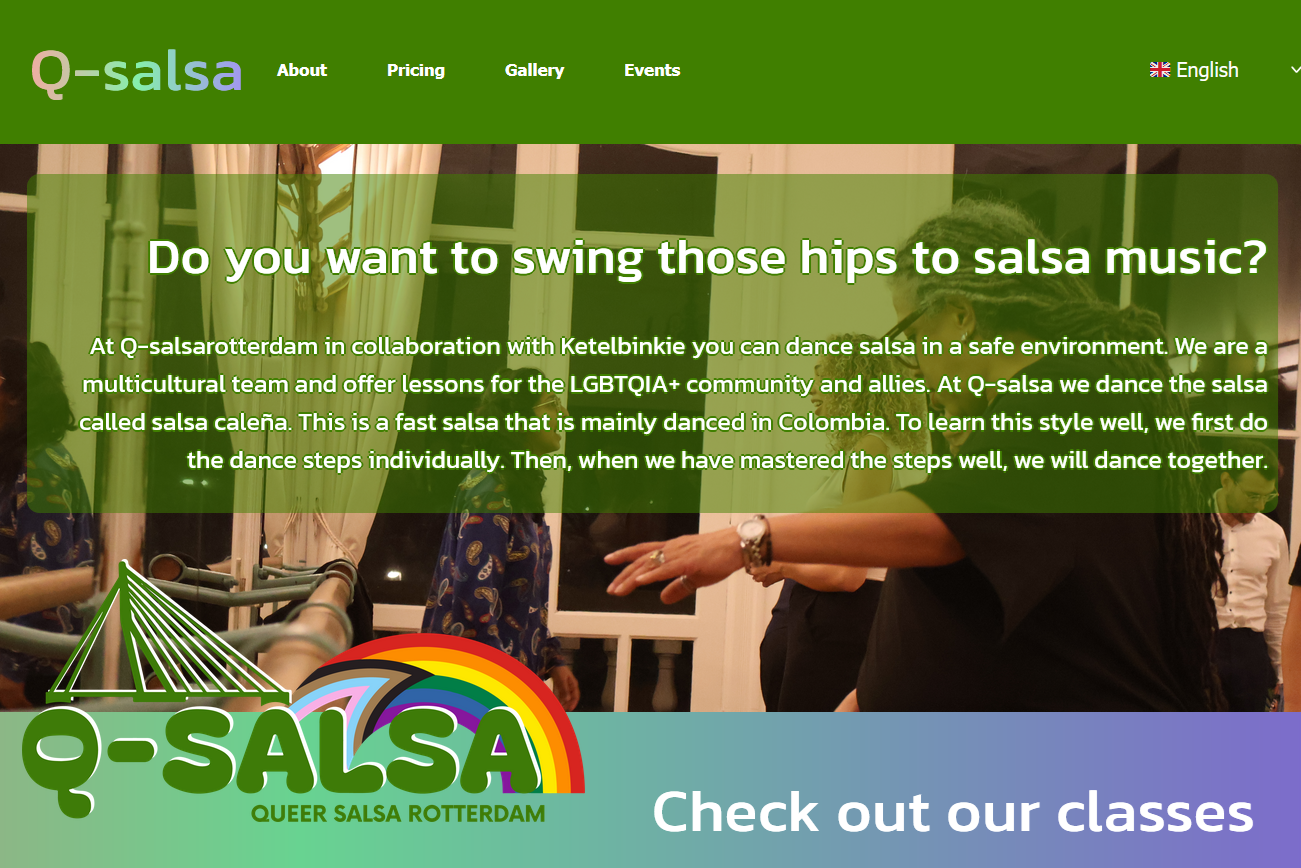 Q-salsa About Pricing Gallery Events English
Do you want to swing those hips to salsa music?
At Q-salsarotterdam in collaboration with Ketelbinkie you can dance salsa in a safe environment. We are a
multicultural team and offer lessons for the LGBTQIA+ community and allies. At Q-salsa we dance the salsa
called salsa caleña. This is a fast salsa that is mainly danced in Colombia. To learn this style well, we first do
the dance steps individually. Then, when we have mastered the steps well, we will dance together.
Q-SALSA
QUEER SALSA ROTTERDAM
Check out our classes